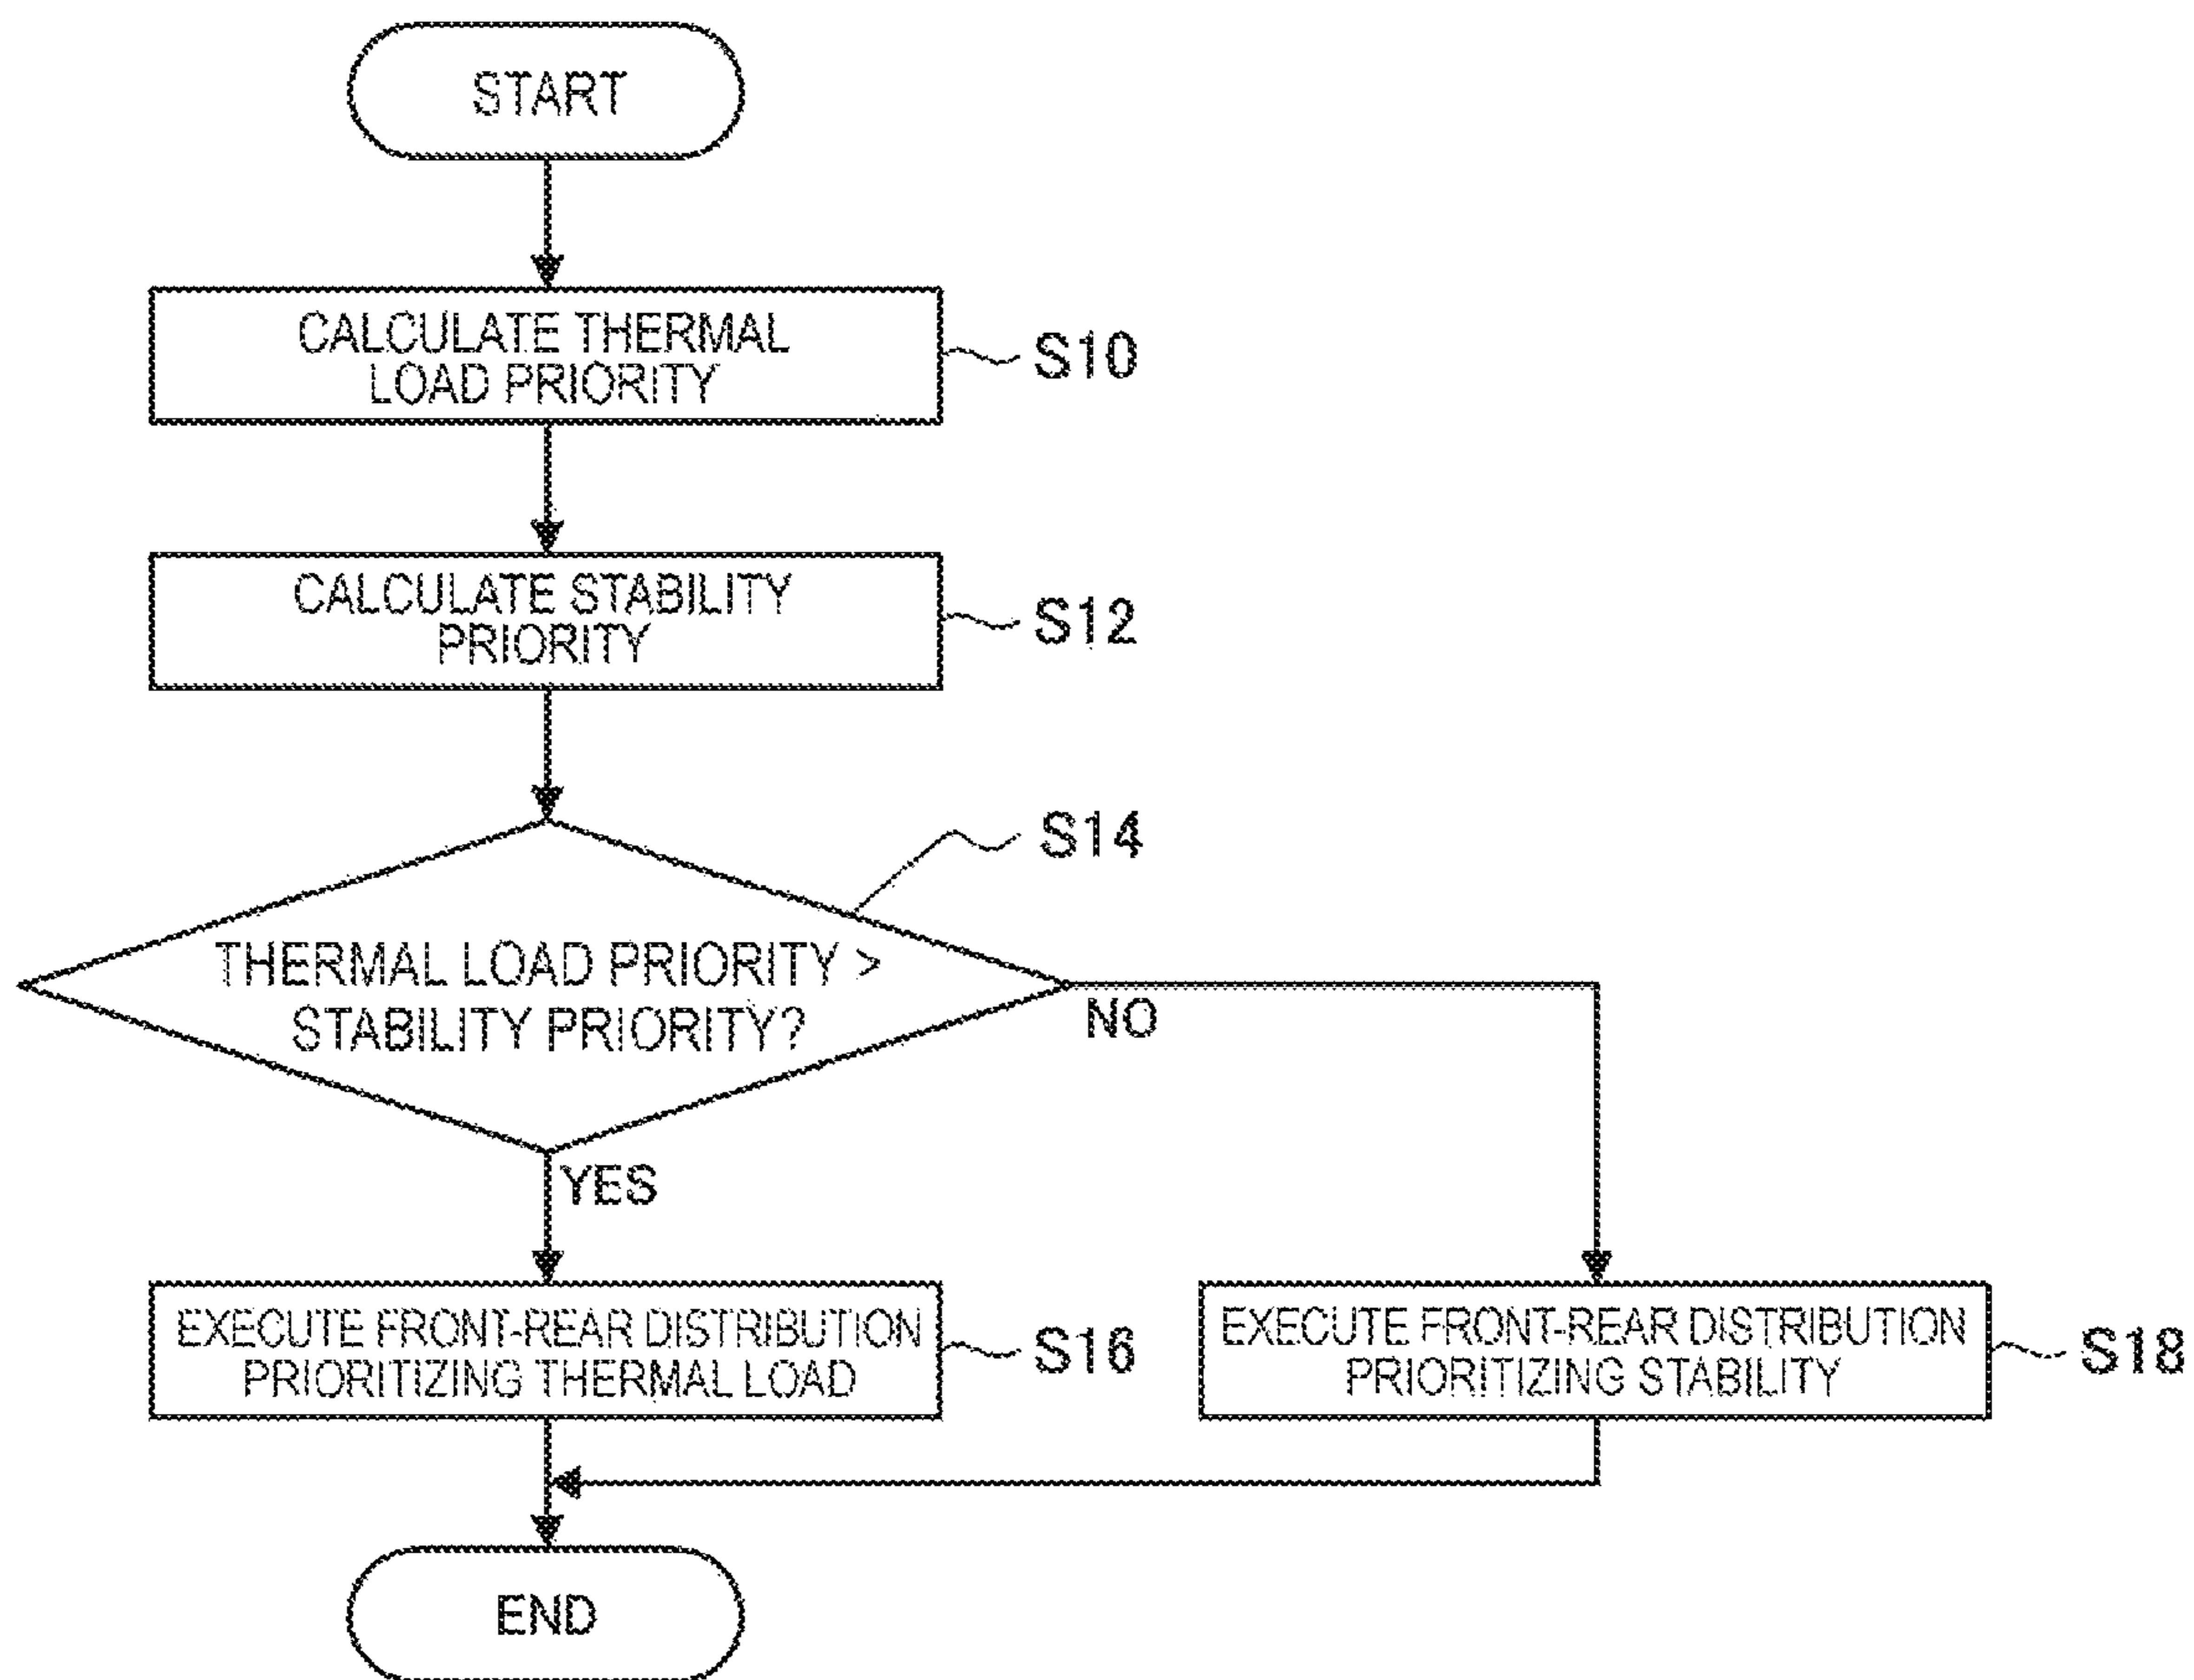 START
CALCULATE THERMAL
LOAD PRIORITY
S10
CALCULATE STABILITY
PRIORITY
S12
S14
THERMAL LOAD PRIORITY >
STABILITY PRIORITY?
NO
YES
EXECUTE FRONT-REAR DISTRIBUTION
PRIORITIZING THERMAL LOAD
S16
EXECUTE FRONT-REAR DISTRIBUTION
PRIORITIZING STABILITY
S18
END